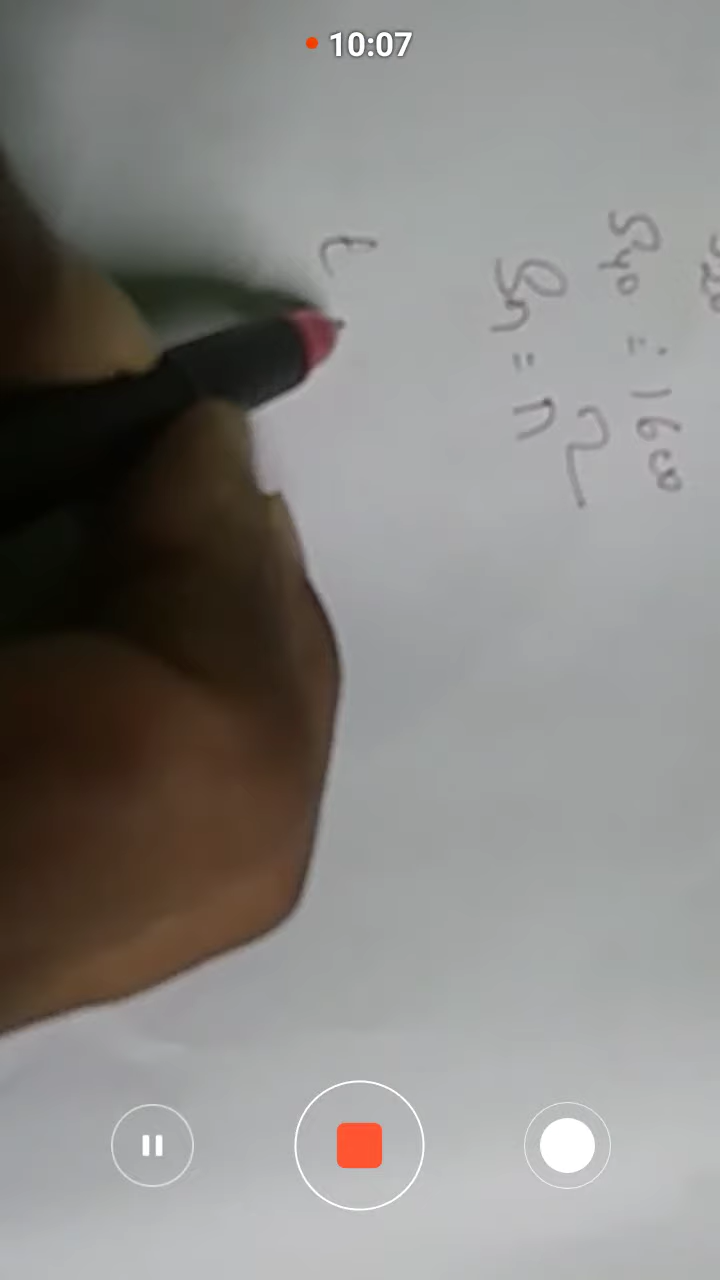 10:07
S40 = 1600
Sn = n2
t